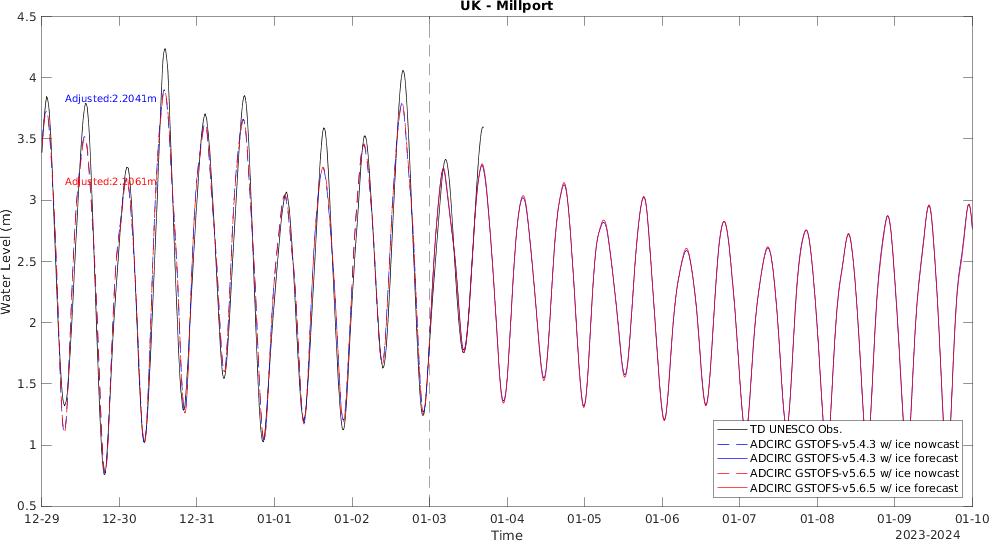 UK - Millport
4.5
4
3.5
3
2.5
2
1.5
1
0.5
Water Level (m)
Adjusted:2.2041m
Adjusted:2.2061m
TD UNESCO Obs.
ADCIRC GSTOFS-v5.4.3 w/ ice nowcast
ADCIRC GSTOFS-v5.4.3 w/ ice forecast
ADCIRC GSTOFS-v5.6.5 w/ ice nowcast
ADCIRC GSTOFS-v5.6.5 w/ ice forecast
12-29 12-30 12-31 01-01 01-02 01-03 01-04 01-05 01-06 01-07 01-08 01-09 01-10
Time
2023-2024